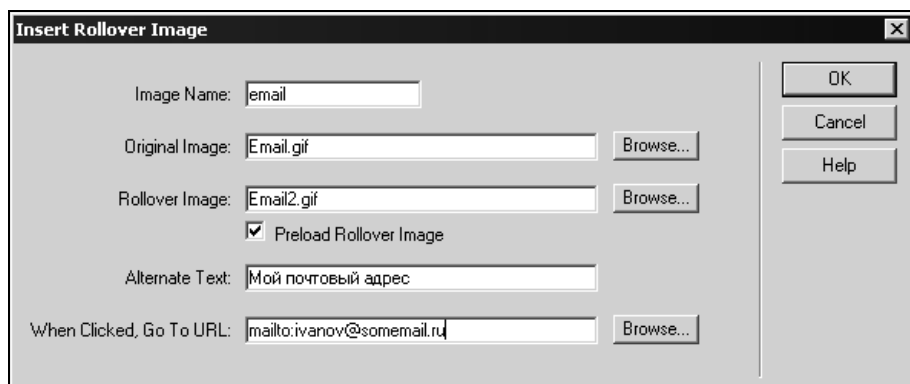 Insert Rollover Image
Image Name: email
OK
Original Image: Email.gif Browse...
Cancel
Rollover Image: Email2.gif Browse...
Help
Preload Rollover Image
Alternate Text: Мой почтовый адрес
When Clicked, Go To URL: mailto:ivanov@somemail.ru Browse...